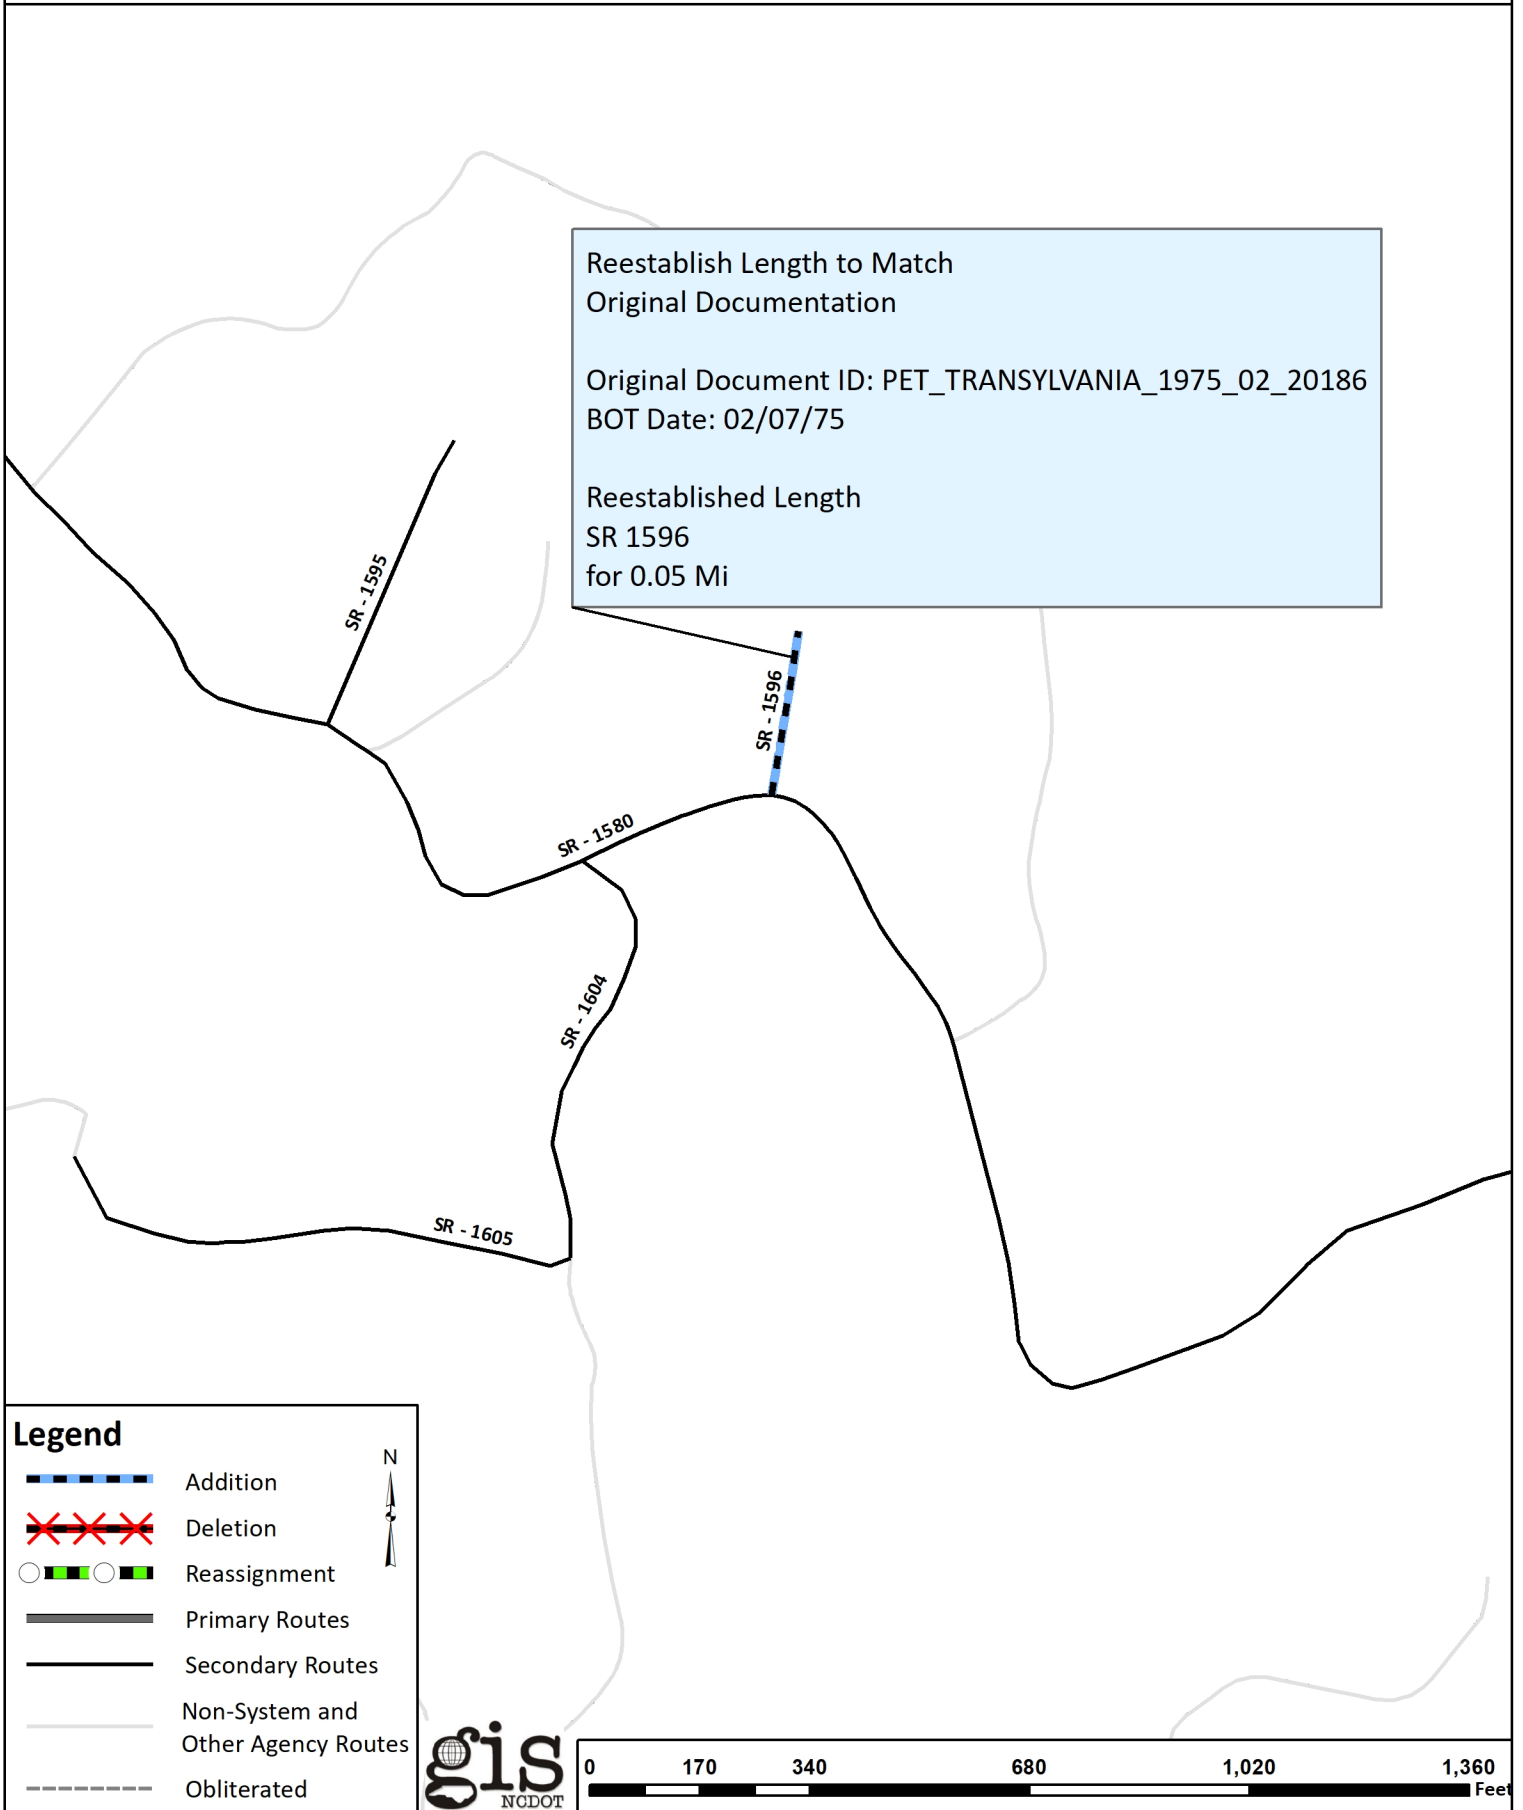 Reestablish Length to Match
Original Documentation
Original Document ID: PET_TRANSYLVANIA_1975_02_20186
BOT Date: 02/07/75
Reestablished Length
SR 1596
for 0.05 Mi
SR - 1595
SR - 1596
SR - 1580
SR - 1604
SR - 1605
Legend
N
Addition
Deletion
Reassignment
Primary Routes
Secondary Routes
Non-System and
Other Agency Routes
Obliterated
gis
NCDOT
0 170 340 680 1,020 1,360
Feet